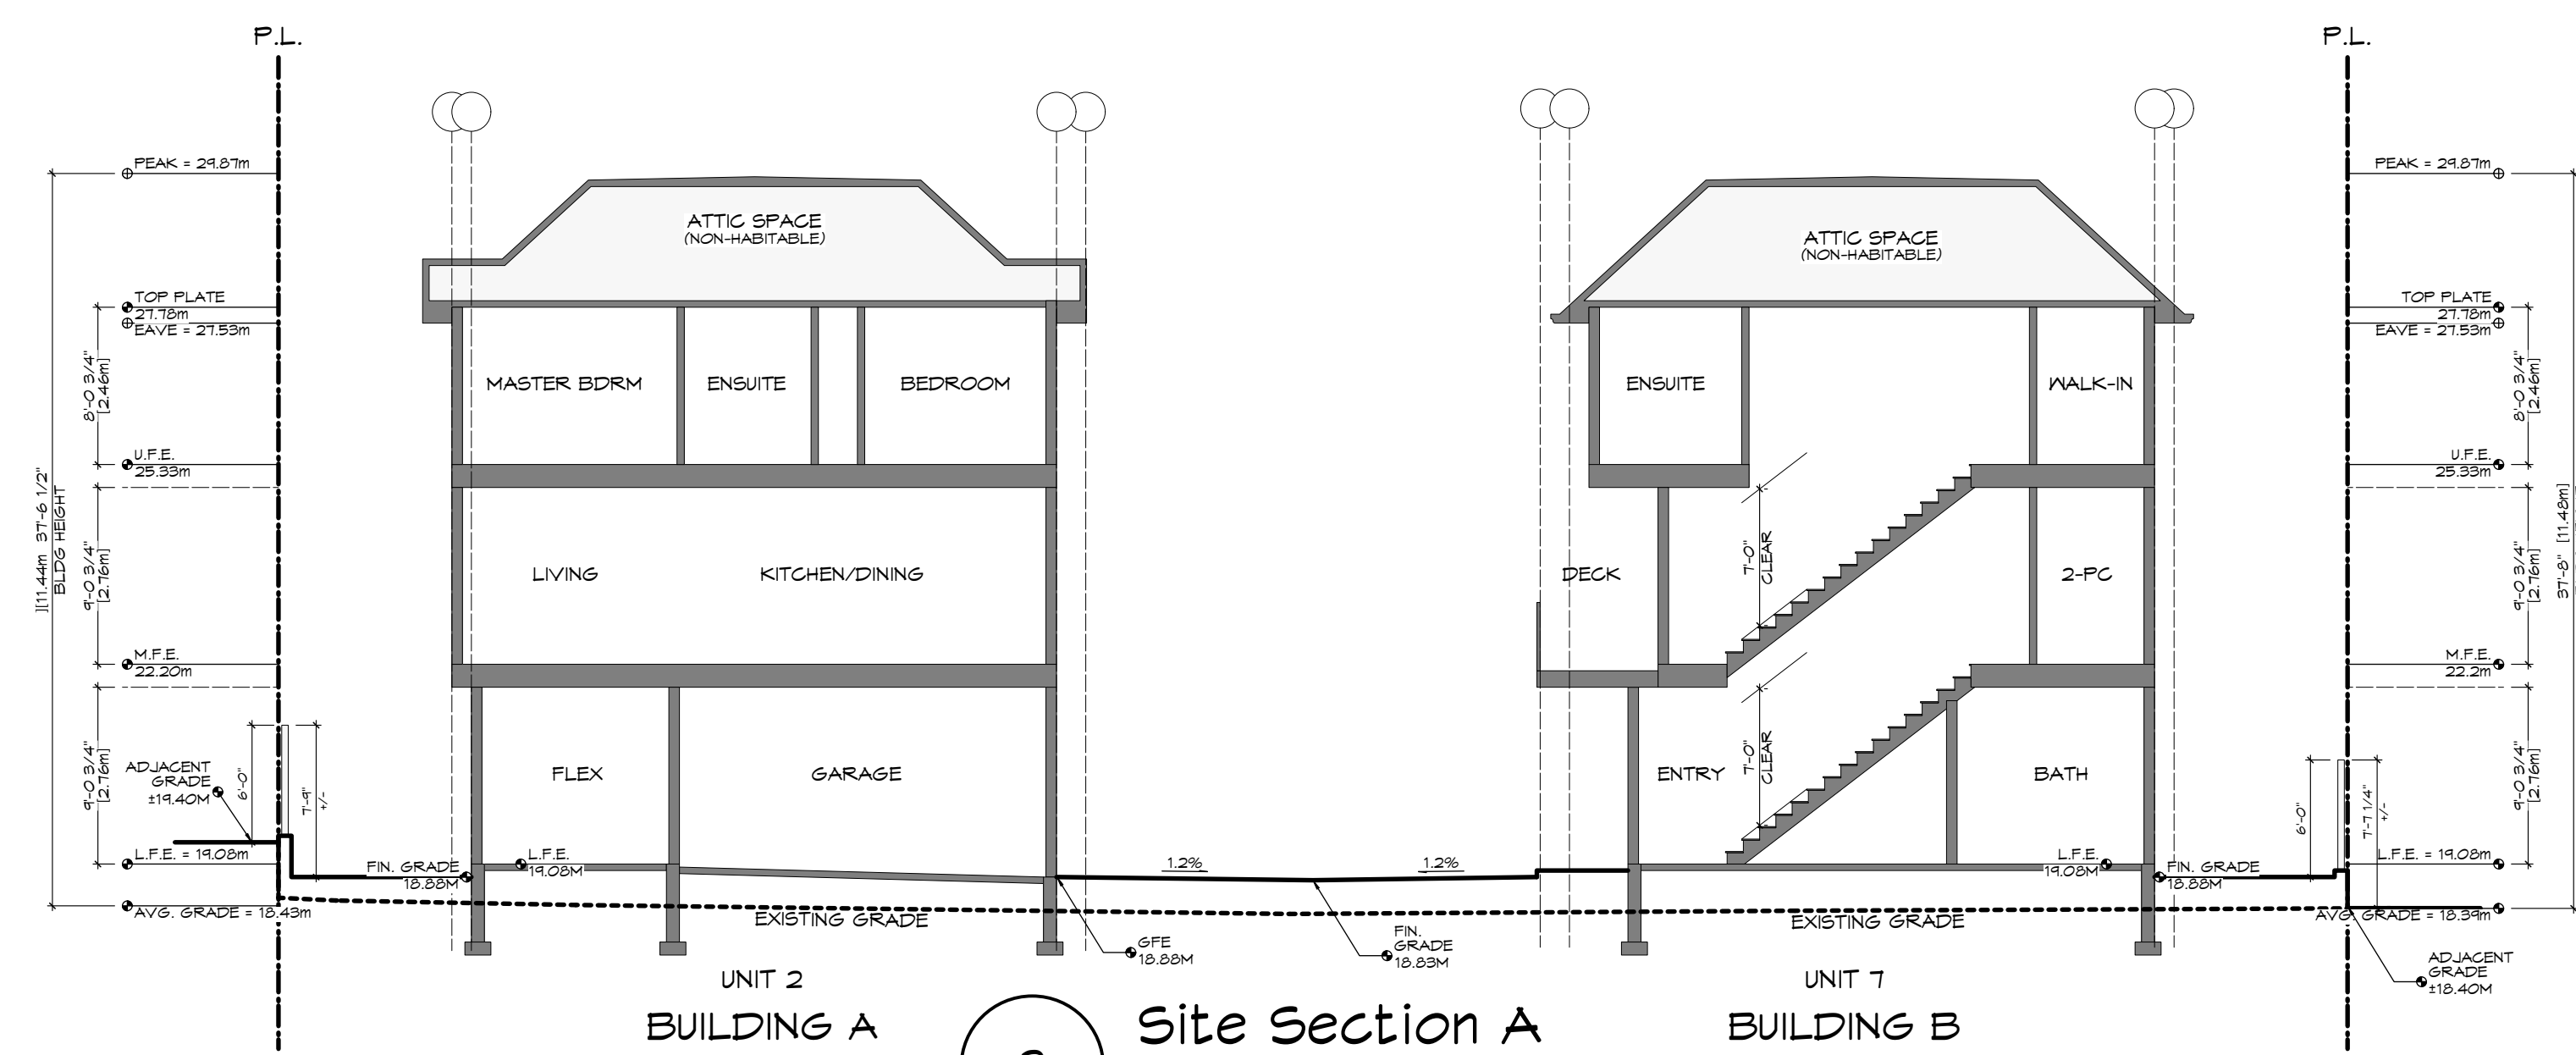 P.L.
P.L.
PEAK = 29.87m
PEAK = 29.87m
ATTIC SPACE
(NON-HABITABLE)
ATTIC SPACE
(NON-HABITABLE)
TOP PLATE
27.78m
EAVE = 27.53m
TOP PLATE
27.78m
EAVE = 27.53m
8'-0 3/4"
[2.46m]
MASTER BDRM
ENSUITE
BEDROOM
ENSUITE
WALK-IN
8'-0 3/4"
[2.46m]
U.F.E.
25.33m
U.F.E.
25.33m
][11.44m 37'-6 1/2"
BLDG HEIGHT
9'-0 3/4"
[2.76m]
LIVING
KITCHEN/DINING
DECK
7'-0"
CLEAR
2-PC
9'-0 3/4"
[2.76m]
37'-8" [11.48m]
M.F.E.
22.20m
M.F.E.
22.2m
ADJACENT
GRADE
±19.40M
9'-0 3/4"
[2.76m]
6'-0"
7'-9"
+/-
FLEX
GARAGE
ENTRY
7'-0"
CLEAR
BATH
6'-0"
7'-7 1/4"
+/-
9'-0 3/4"
[2.76m]
L.F.E. = 19.08m
FIN. GRADE
18.88M
L.F.E.
19.08M
1.2%
1.2%
L.F.E.
19.08M
FIN. GRADE
18.88M
L.F.E. = 19.08m
AVG. GRADE = 18.43m
EXISTING GRADE
EXISTING GRADE
AVG. GRADE = 18.39m
GFE
18.88M
FIN.
GRADE
18.83M
ADJACENT
GRADE
±18.40M
UNIT 2
BUILDING A
Site Section A
UNIT 7
BUILDING B